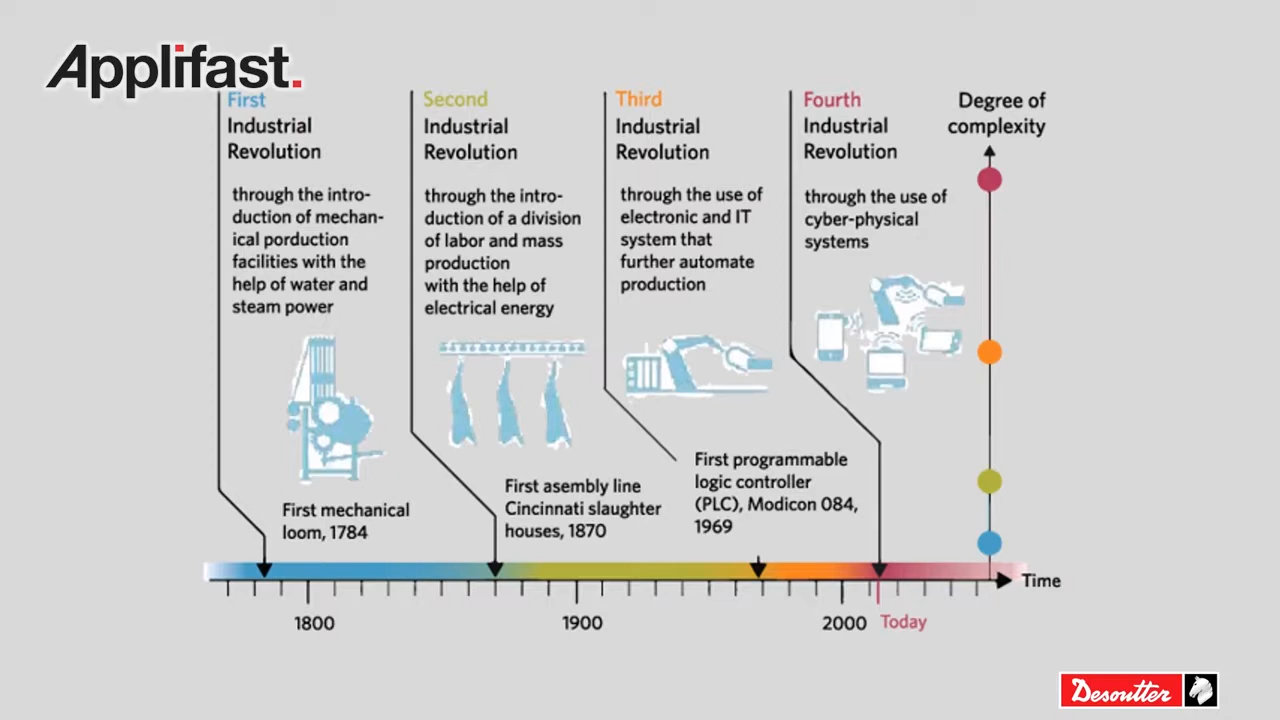 Applifast.
First
Industrial
Revolution
through the intro-
duction of mechan-
ical porduction
facilities with the
help of water and
steam power
First mechanical
loom, 1784
Second
Industrial
Revolution
through the intro-
duction of a division
of labor and mass
production
with the help of
electrical energy
First asembly line
Cincinnati slaughter
houses, 1870
Third
Industrial
Revolution
through the use of
electronic and IT
system that
further automate
production
First programmable
logic controller
(PLC), Modicon 084,
1969
Fourth
Industrial
Revolution
through the use of
cyber-physical
systems
Degree of
complexity
Time
1800
1900
2000
Today
Desoutter